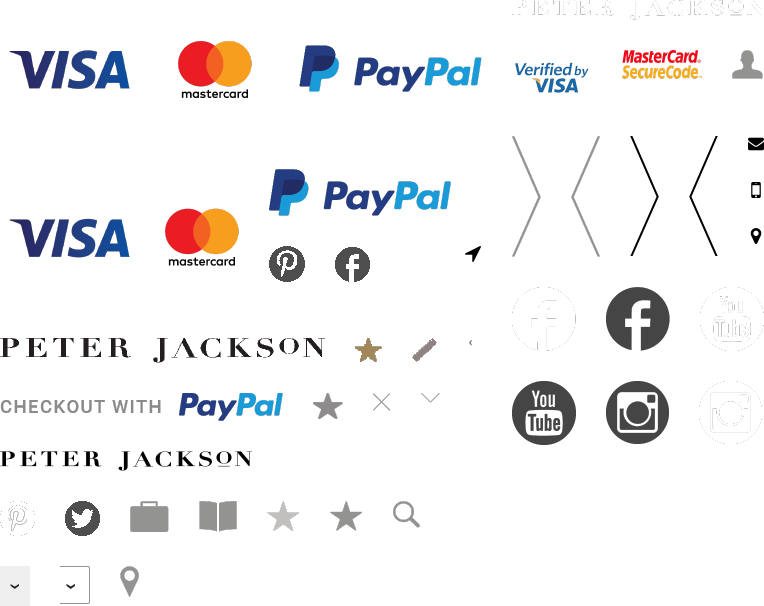 PETER JACKSON
VISA
mastercard
PayPal
Verified by
VISA
MasterCard.
SecureCode.
PayPal
VISA
mastercard
PETER JACKSON
You
Tube
CHECKOUT WITH PayPal
You
Tube
PETER JACKSON